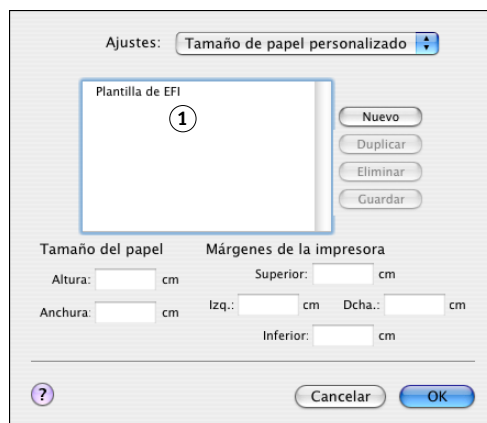 Ajustes: Tamaño de papel personalizado
Plantilla de EFI
1
Nuevo
Duplicar
Eliminar
Guardar
Tamaño del papel
Altura: cm
Anchura: cm
Márgenes de la impresora
Superior: cm
Izq.: cm Dcha.: cm
Inferior: cm
? Cancelar OK